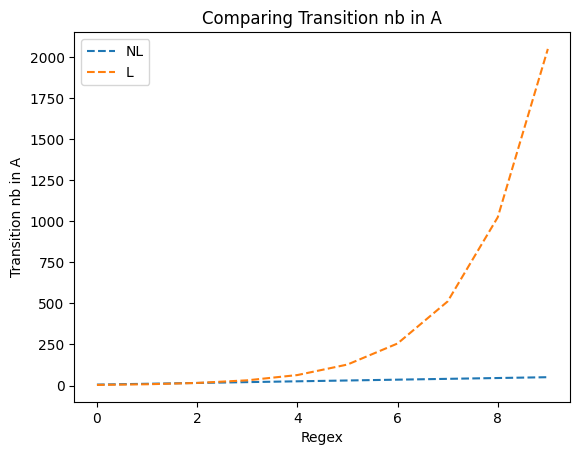 Comparing Transition nb in A
NL
L
2000
1750
1500
1250
1000
750
500
250
0
Transition nb in A
0 2 4 6 8
Regex